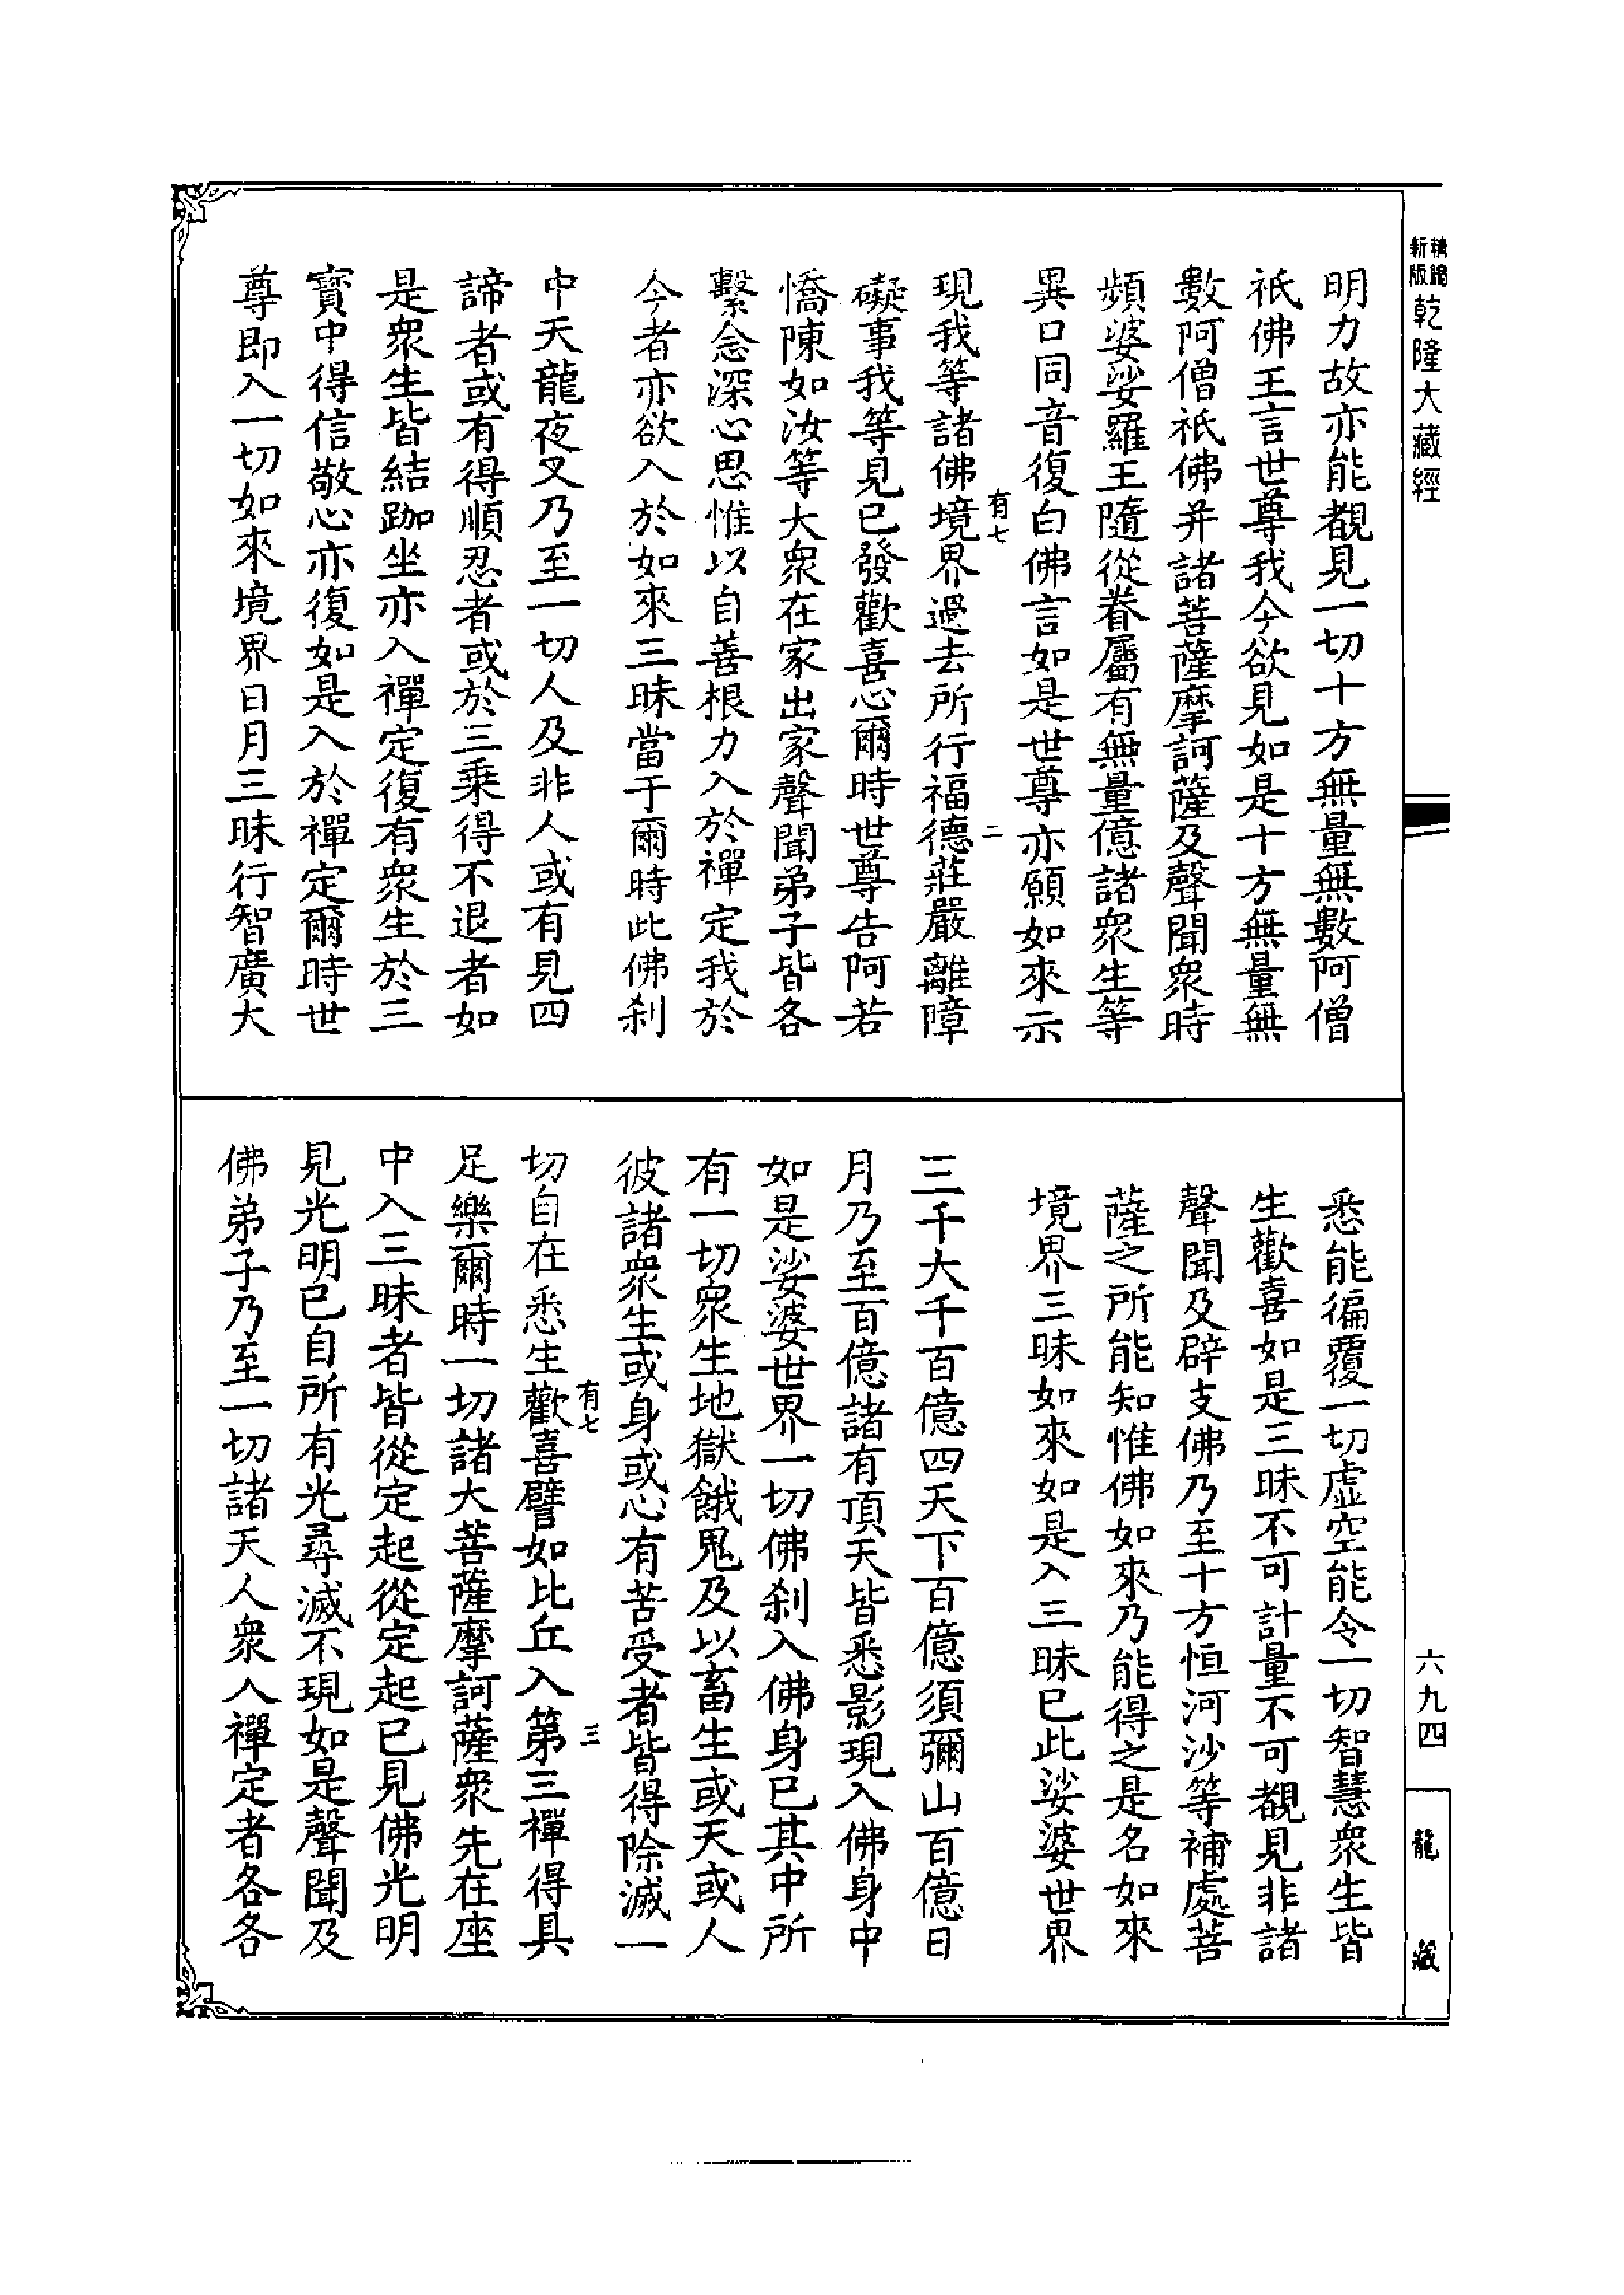 精縮新版乾隆大藏經
明力故亦能覩見一切十方無量無數阿僧
祇佛王言世尊我今欲見如是十方無量無
數阿僧祇佛并諸菩薩摩訶薩及聲聞衆時
頻婆娑羅王隨從眷屬有無量億諸衆生等
異口同音復白佛言如是世尊亦願如來示
有七
二
現我等諸佛境界過去所行福德莊嚴離障
礙事我等見已發歡喜心爾時世尊告阿若
憍陳如汝等大衆在家出家聲聞弟子皆各
繫念深心思惟以自善根力入於禪定我於
今者亦欲入於如來三昧當于爾時此佛刹
中天龍夜叉乃至一切人及非人或有見四
諦者或有得順忍者或於三乘得不退者如
是衆生皆結跏坐亦入禪定復有衆生於三
寶中得信敬心亦復如是入於禪定爾時世
尊即入一切如來境界日月三昧行智廣大
悉能徧覆一切虛空能令一切智慧衆生皆
生歡喜如是三昧不可計量不可覩見非諸
聲聞及辟支佛乃至十方恒河沙等補處菩
薩之所能知惟佛如來乃能得之是名如來
境界三昧如來如是入三昧已此娑婆世界
三千大千百億四天下百億須彌山百億日
月乃至百億諸有頂天皆悉影現入佛身中
如是娑婆世界一切佛刹入佛身已其中所
有一切衆生地獄餓鬼及以畜生或天或人
彼諸衆生或身或心有苦受者皆得除滅一
有七
三
切自在悉生歡喜譬如比丘入第三禪得具
足樂爾時一切諸大菩薩摩訶薩衆先在座
中入三昧者皆從定起從定起已見佛光明
見光明已自所有光尋滅不現如是聲聞及
佛弟子乃至一切諸天人衆入禪定者各各
六九四
龍藏